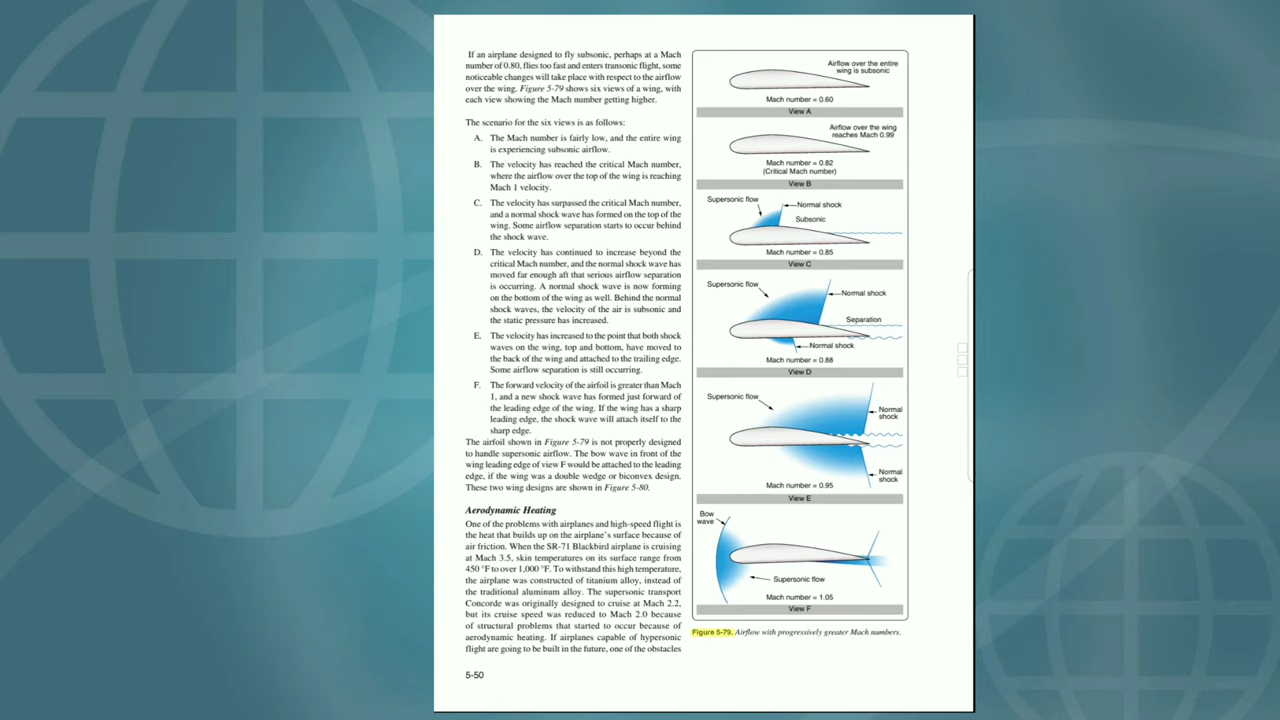 If an airplane designed to fly subsonic, perhaps at a Mach
number of 0.80, flies too fast and enters transonic flight, some
noticeable changes will take place with respect to the airflow
over the wing. Figure 5-79 shows six views of a wing, with
each view showing the Mach number getting higher.
The scenario for the six views is as follows:
A. The Mach number is fairly low, and the entire wing
is experiencing subsonic airflow.
B. The velocity has reached the critical Mach number,
where the airflow over the top of the wing is reaching
Mach 1 velocity.
C. The velocity has surpassed the critical Mach number,
and a normal shock wave has formed on the top of the
wing. Some airflow separation starts to occur behind
the shock wave.
D. The velocity has continued to increase beyond the
critical Mach number, and the normal shock wave has
moved far enough aft that serious airflow separation
is occurring. A normal shock wave is now forming
on the bottom of the wing as well. Behind the normal
shock waves, the velocity of the air is subsonic and
the static pressure has increased.
E. The velocity has increased to the point that both shock
waves on the wing, top and bottom, have moved to
the back of the wing and attached to the trailing edge.
Some airflow separation is still occurring.
F. The forward velocity of the airfoil is greater than Mach
1, and a new shock wave has formed just forward of
the leading edge of the wing. If the wing has a sharp
leading edge, the shock wave will attach itself to the
sharp edge.
The airfoil shown in Figure 5-79 is not properly designed
to handle supersonic airflow. The bow wave in front of the
wing leading edge of view F would be attached to the leading
edge, if the wing was a double wedge or biconvex design.
These two wing designs are shown in Figure 5-80.
Aerodynamic Heating
One of the problems with airplanes and high-speed flight is
the heat that builds up on the airplane's surface because of
air friction. When the SR-71 Blackbird airplane is cruising
at Mach 3.5, skin temperatures on its surface range from
450 °F to over 1,000 °F. To withstand this high temperature,
the airplane was constructed of titanium alloy, instead of
the traditional aluminum alloy. The supersonic transport
Concorde was originally designed to cruise at Mach 2.2,
but its cruise speed was reduced to Mach 2.0 because
of structural problems that started to occur because of
aerodynamic heating. If airplanes capable of hypersonic
flight are going to be built in the future, one of the obstacles
5-50
Airflow over the entire
wing is subsonic
Mach number = 0.60
View A
Airflow over the wing
reaches Mach 0.99
Mach number = 0.82
(Critical Mach number)
View B
Supersonic flow
Normal shock
Subsonic
Mach number = 0.85
View C
Supersonic flow
Normal shock
Separation
Normal shock
Mach number = 0.88
View D
Supersonic flow
Normal
shock
Normal
shock
Mach number = 0.95
View E
Bow
wave
Supersonic flow
Mach number = 1.05
View F
Figure 5-79. Airflow with progressively greater Mach numbers.